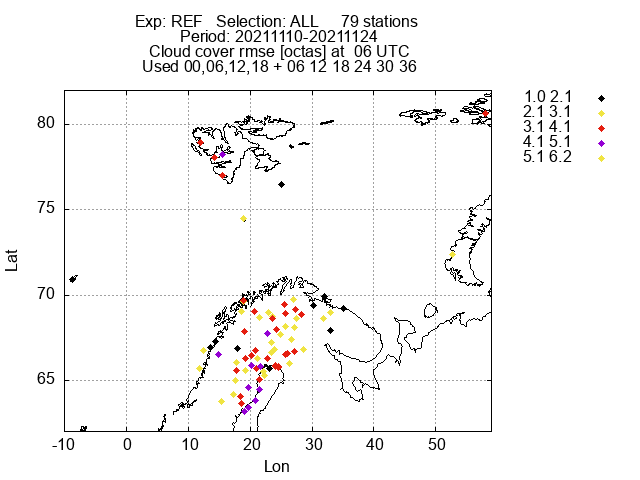 Exp: REF   Selection: ALL     79 stations
Period: 20211110-20211124
Cloud cover rmse [octas] at  06 UTC
Used 00,06,12,18 + 06 12 18 24 30 36
1.0 2.1
2.1 3.1
3.1 4.1
4.1 5.1
5.1 6.2
80
75
70
65
Lat
-10 0 10 20 30 40 50
Lon